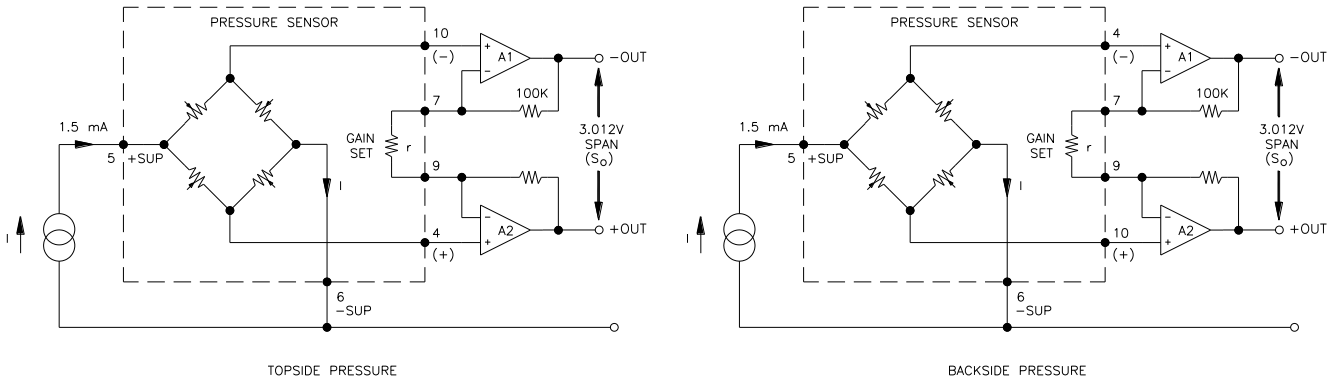 PRESSURE SENSOR
10
(-)
+
A1
-
-OUT
7
100K
1.5 mA
GAIN
SET
r
3.012V
SPAN
(So)
5
+SUP
9
I
I
-
A2
+
+OUT
4
(+)
6
-SUP
TOPSIDE PRESSURE
PRESSURE SENSOR
4
(-)
+
A1
-
-OUT
7
100K
1.5 mA
GAIN
SET
r
3.012V
SPAN
(So)
5
+SUP
9
I
I
-
A2
+
+OUT
10
(+)
6
-SUP
BACKSIDE PRESSURE